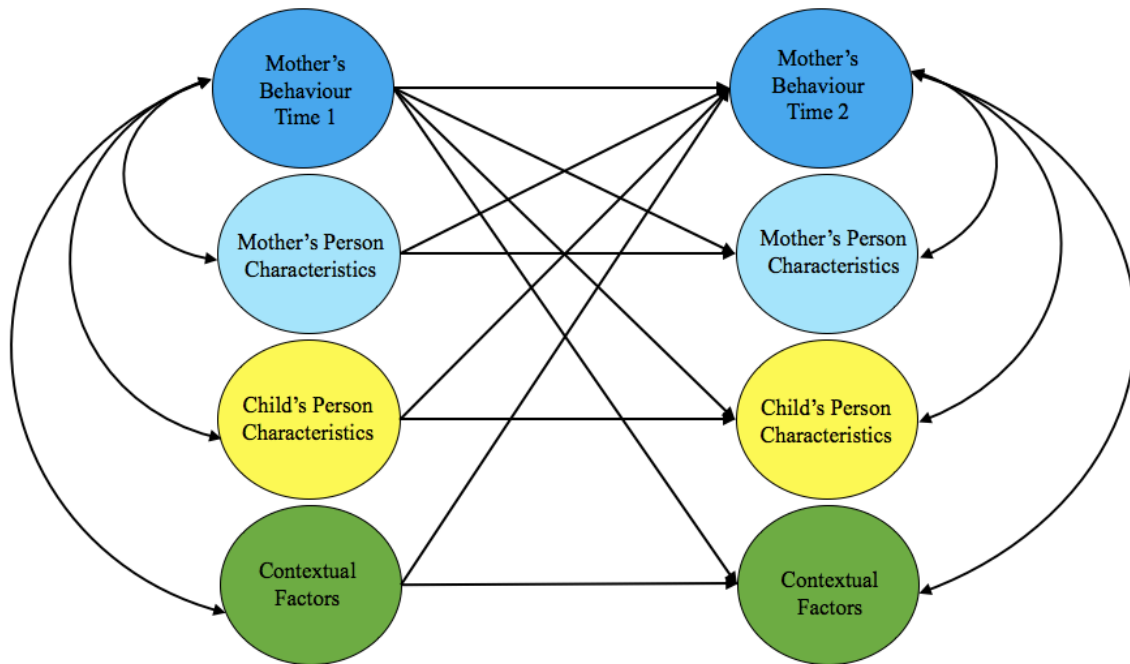 Mother’s
Behaviour
Time 1
Mother’s
Behaviour
Time 2
Mother’s Person
Characteristics
Mother’s Person
Characteristics
Child’s Person
Characteristics
Child’s Person
Characteristics
Contextual
Factors
Contextual
Factors